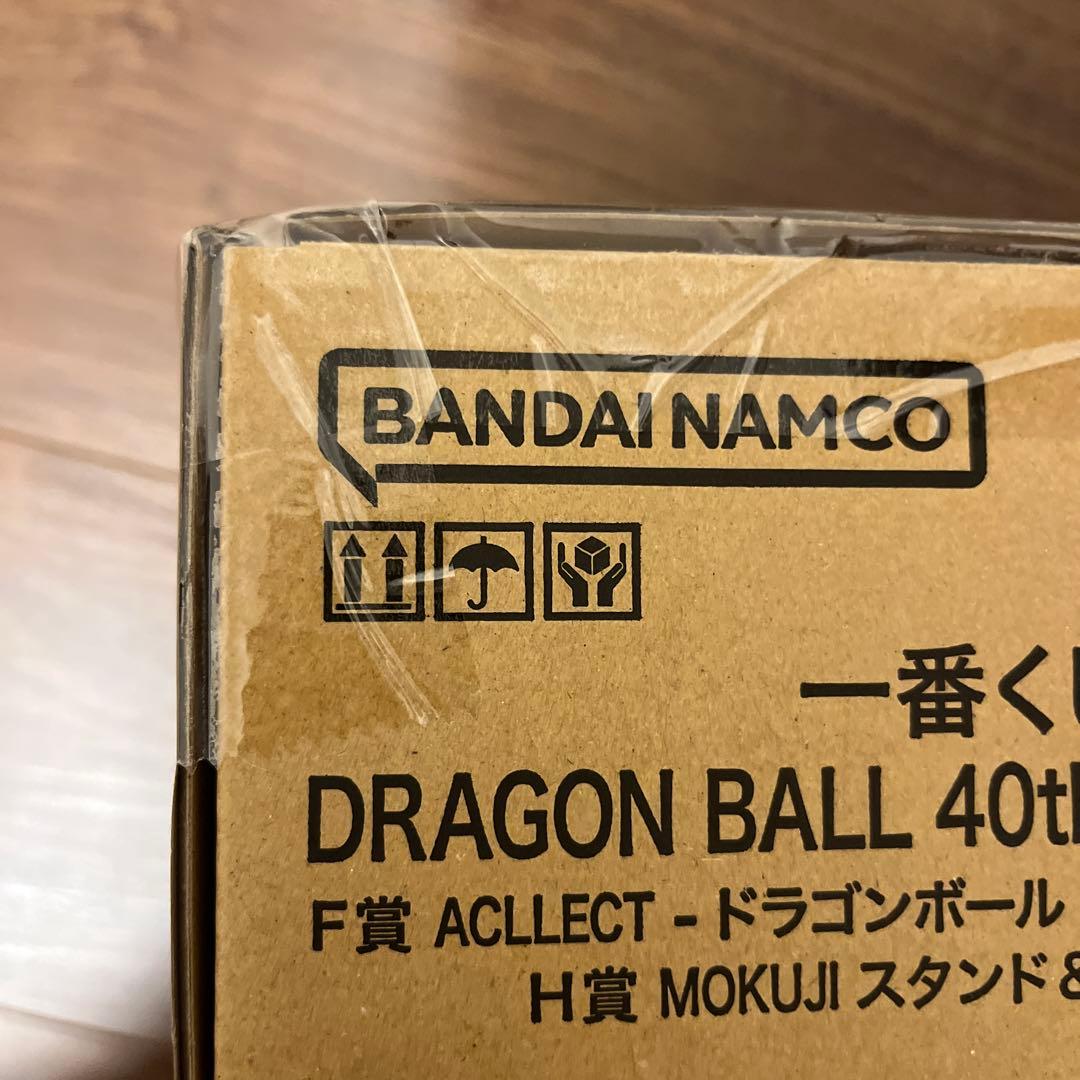 BANDAI NAMCO
一番く
DRAGON BALL 40th
F賞 ACLLECT -ドラゴンボール
H賞 MOKUJI スタンド&